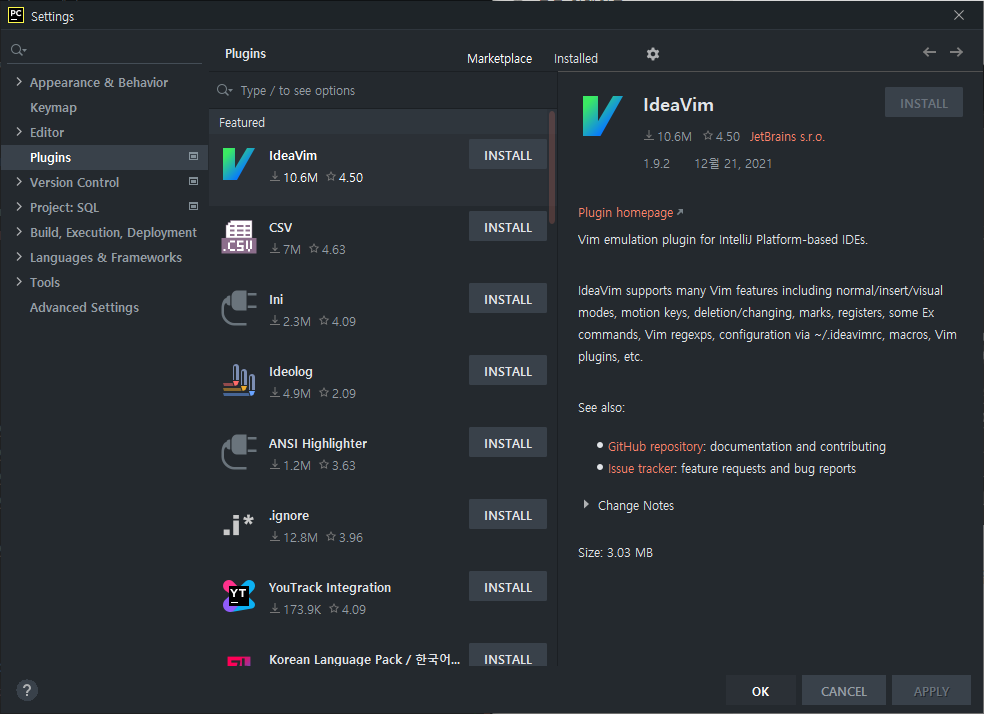 PC
Settings
Appearance & Behavior
Keymap
Editor
Plugins
Version Control
Project: SQL
Build, Execution, Deployment
Languages & Frameworks
Tools
Advanced Settings
Plugins
Marketplace
Installed
Type / to see options
Featured
IdeaVim
10.6M 4.50
INSTALL
CSV
CSV
7M 4.63
INSTALL
Ini
2.3M 4.09
INSTALL
Ideolog
4.9M 2.09
INSTALL
ANSI Highlighter
1.2M 3.63
INSTALL
.i*
.ignore
12.8M 3.96
INSTALL
YT
YouTrack Integration
173.9K 4.09
INSTALL
Korean Language Pack / 한국어...
INSTALL
IdeaVim
INSTALL
10.6M 4.50 JetBrains s.r.o.
1.9.2 12월 21, 2021
Plugin homepage
Vim emulation plugin for IntelliJ Platform-based IDEs.
IdeaVim supports many Vim features including normal/insert/visual
modes, motion keys, deletion/changing, marks, registers, some Ex
commands, Vim regexps, configuration via ~/.ideavimrc, macros, Vim
plugins, etc.
See also:
GitHub repository: documentation and contributing
Issue tracker: feature requests and bug reports
Change Notes
Size: 3.03 MB
?
OK
CANCEL
APPLY